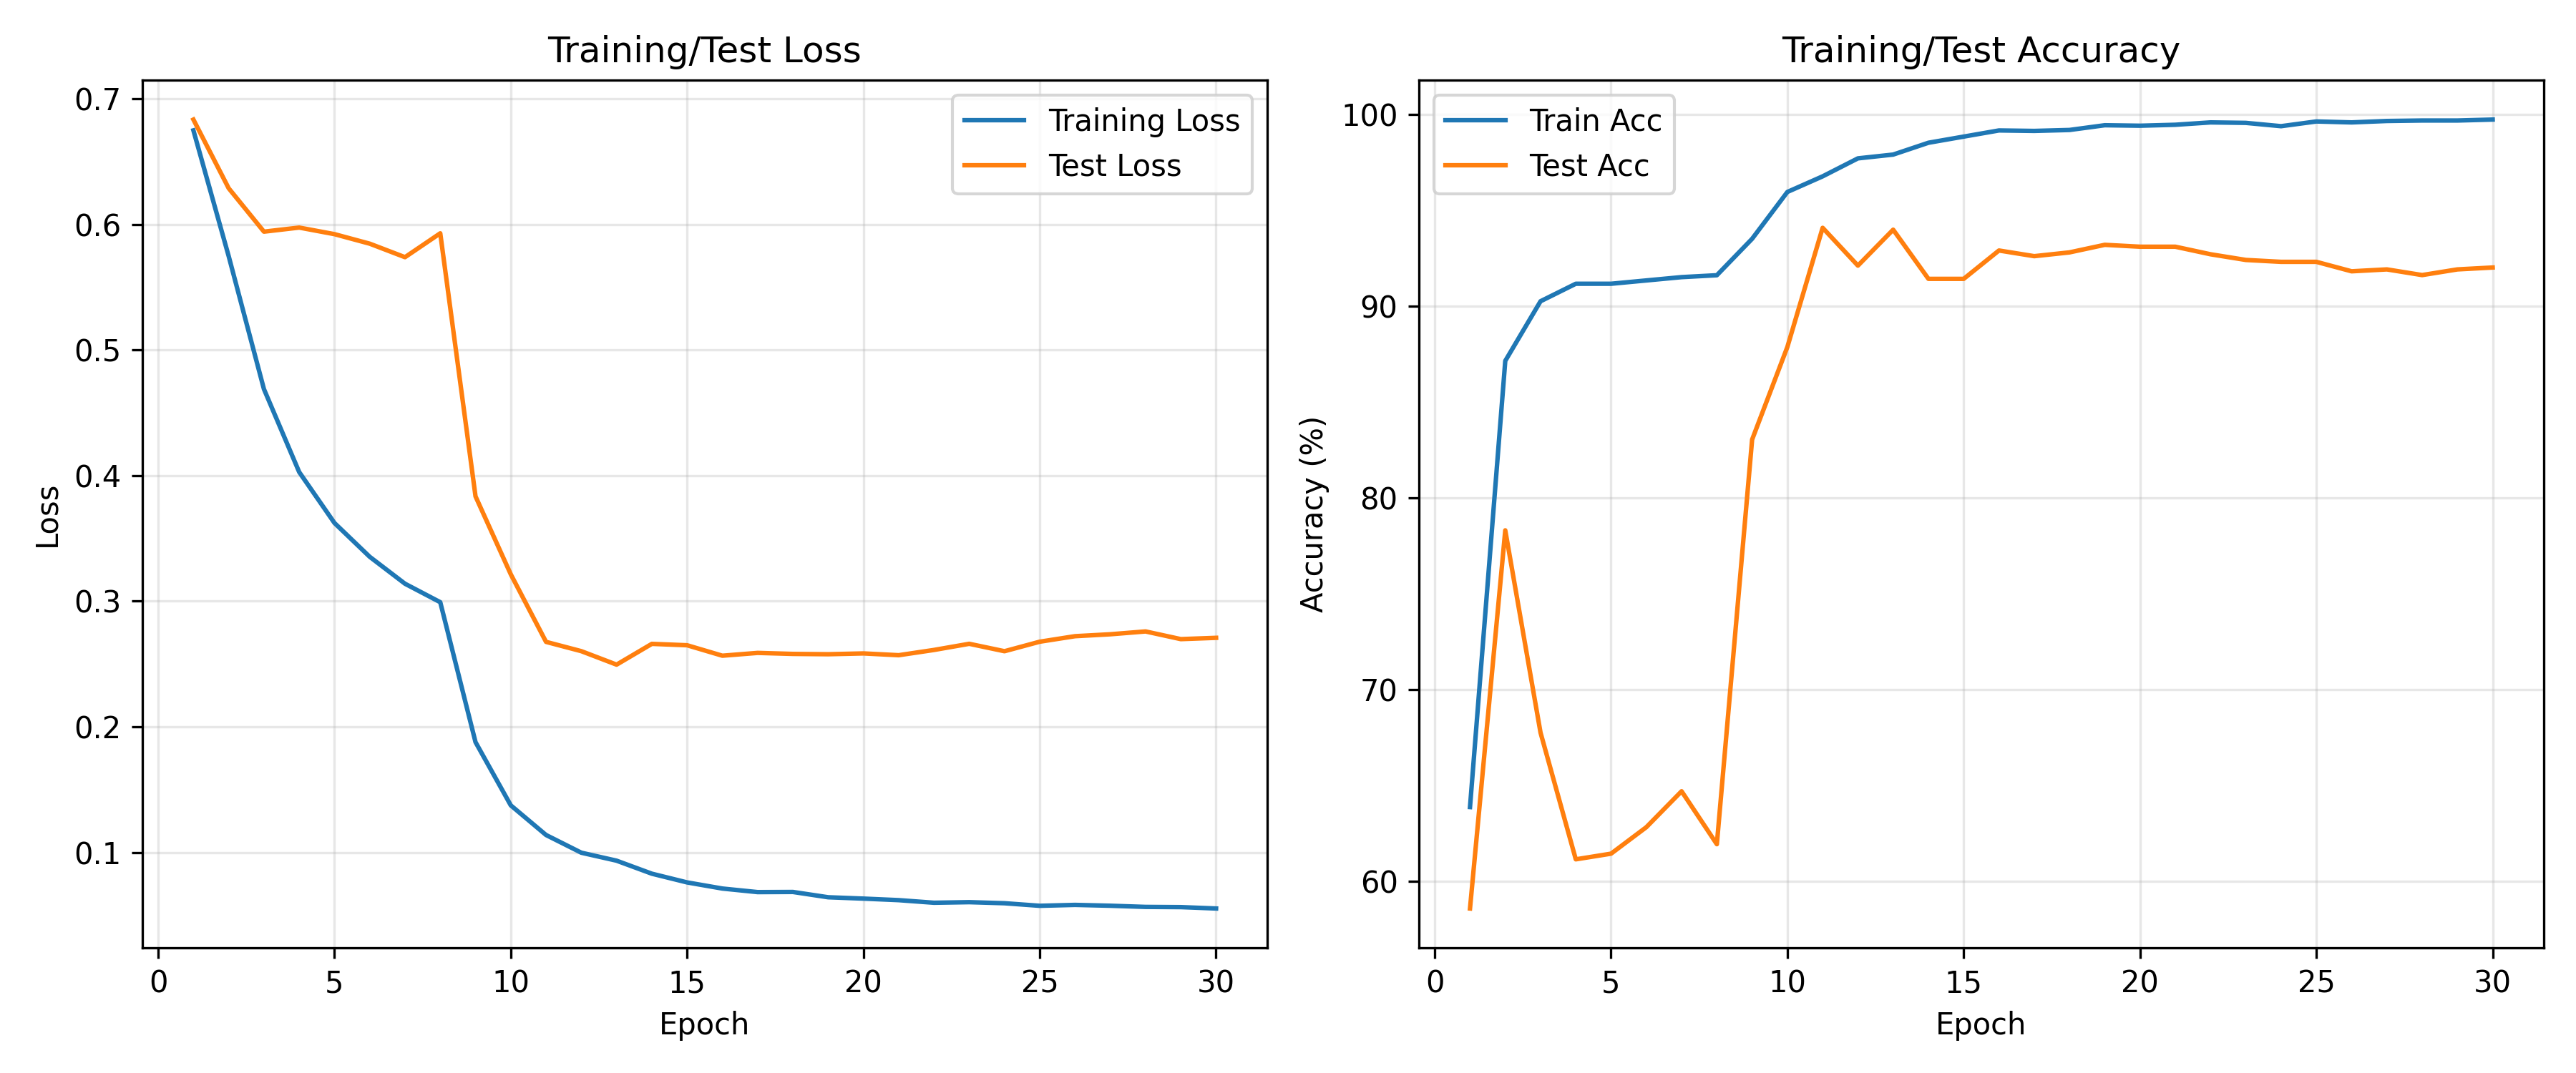 Training/Test Loss
0.7
0.6
0.5
0.4
0.3
0.2
0.1
Loss
Training Loss
Test Loss
0 5 10 15 20 25 30
Epoch
Training/Test Accuracy
100
90
80
70
60
Accuracy (%)
Train Acc
Test Acc
0 5 10 15 20 25 30
Epoch